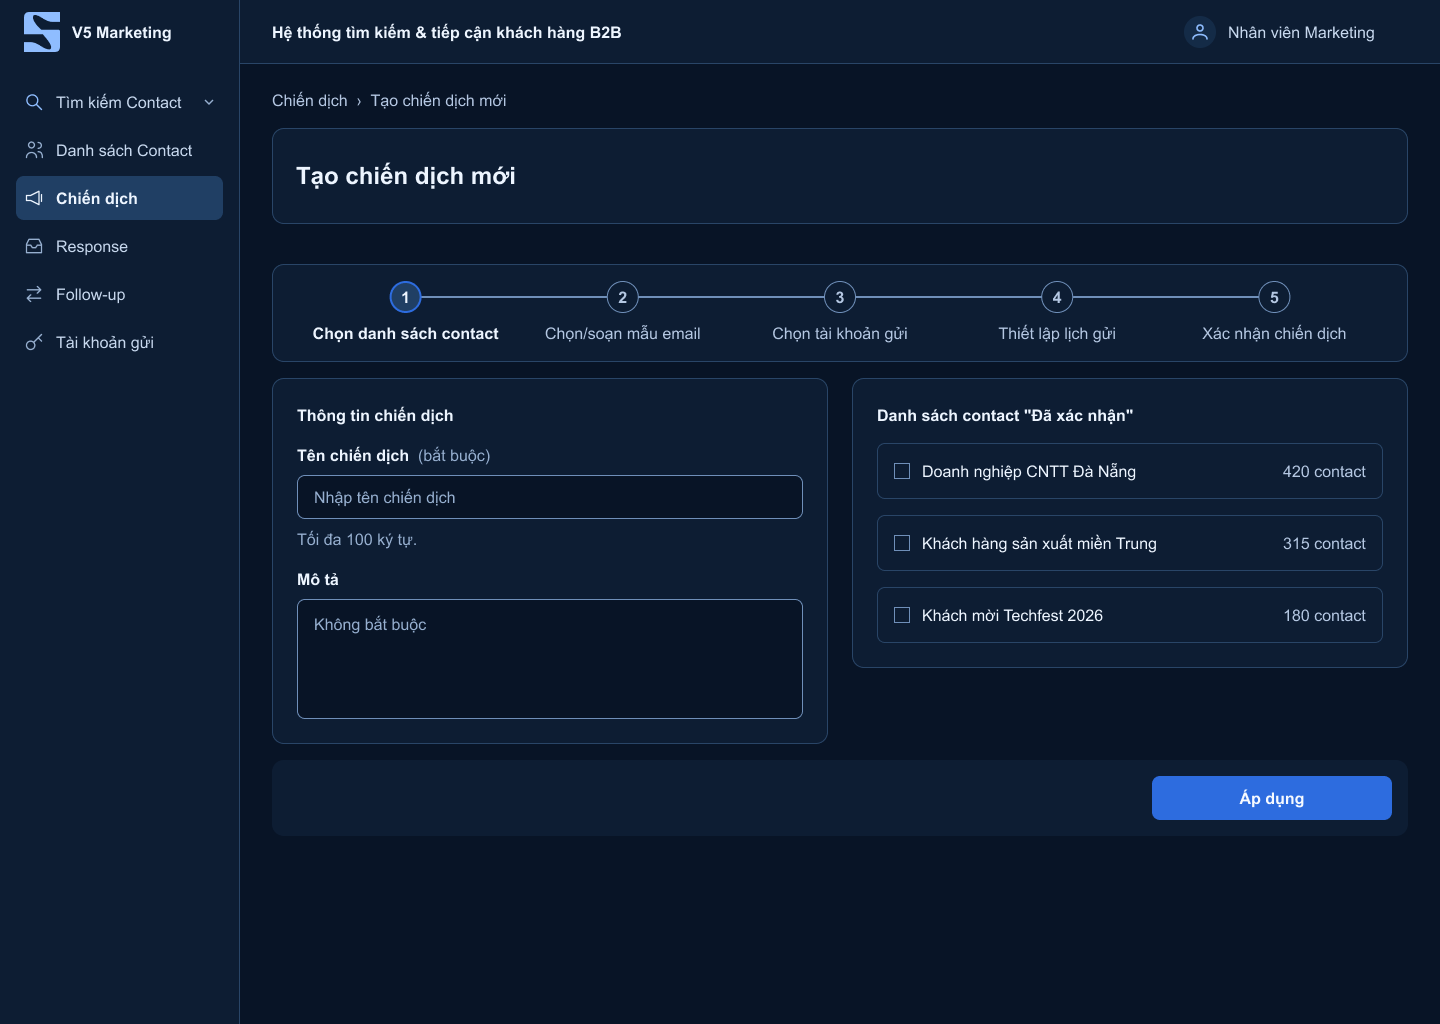 V5 Marketing
Hệ thống tìm kiếm & tiếp cận khách hàng B2B
Nhân viên Marketing
Tìm kiếm Contact
Danh sách Contact
Chiến dịch
Response
Follow-up
Tài khoản gửi
Chiến dịch › Tạo chiến dịch mới
Tạo chiến dịch mới
1
2
3
4
5
Chọn danh sách contact
Chọn/soạn mẫu email
Chọn tài khoản gửi
Thiết lập lịch gửi
Xác nhận chiến dịch
Thông tin chiến dịch
Tên chiến dịch (bắt buộc)
Nhập tên chiến dịch
Tối đa 100 ký tự.
Mô tả
Không bắt buộc
Danh sách contact "Đã xác nhận"
Doanh nghiệp CNTT Đà Nẵng 420 contact
Khách hàng sản xuất miền Trung 315 contact
Khách mời Techfest 2026 180 contact
Áp dụng